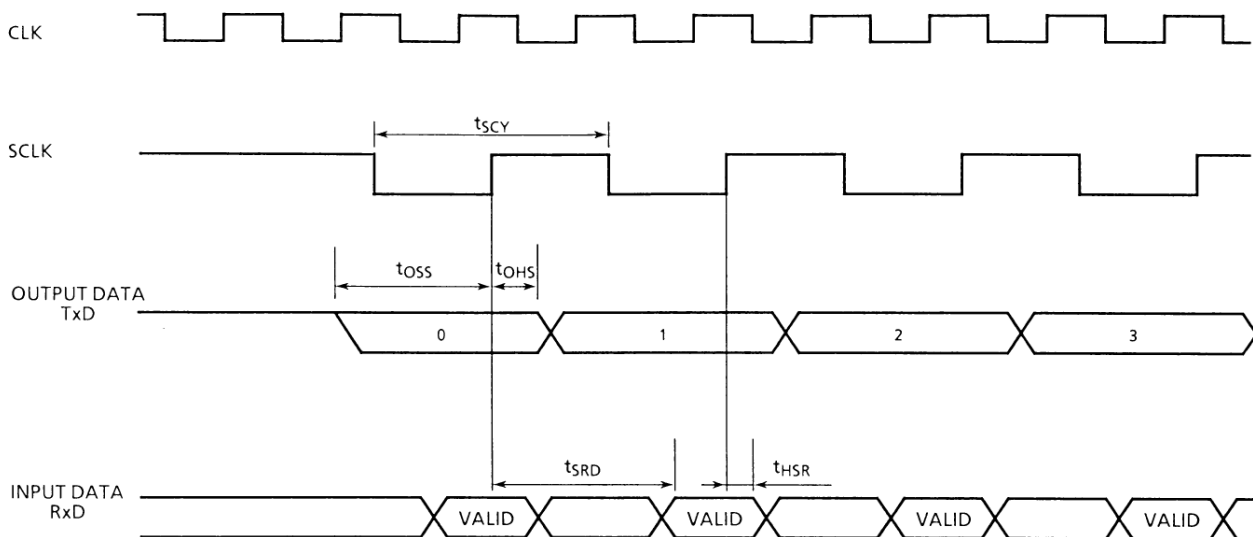 CLK
tSCY
SCLK
tOSS
tOHS
OUTPUT DATA
TxD
0 1 2 3
tSRD
tHSR
INPUT DATA
RxD
VALID VALID VALID VALID